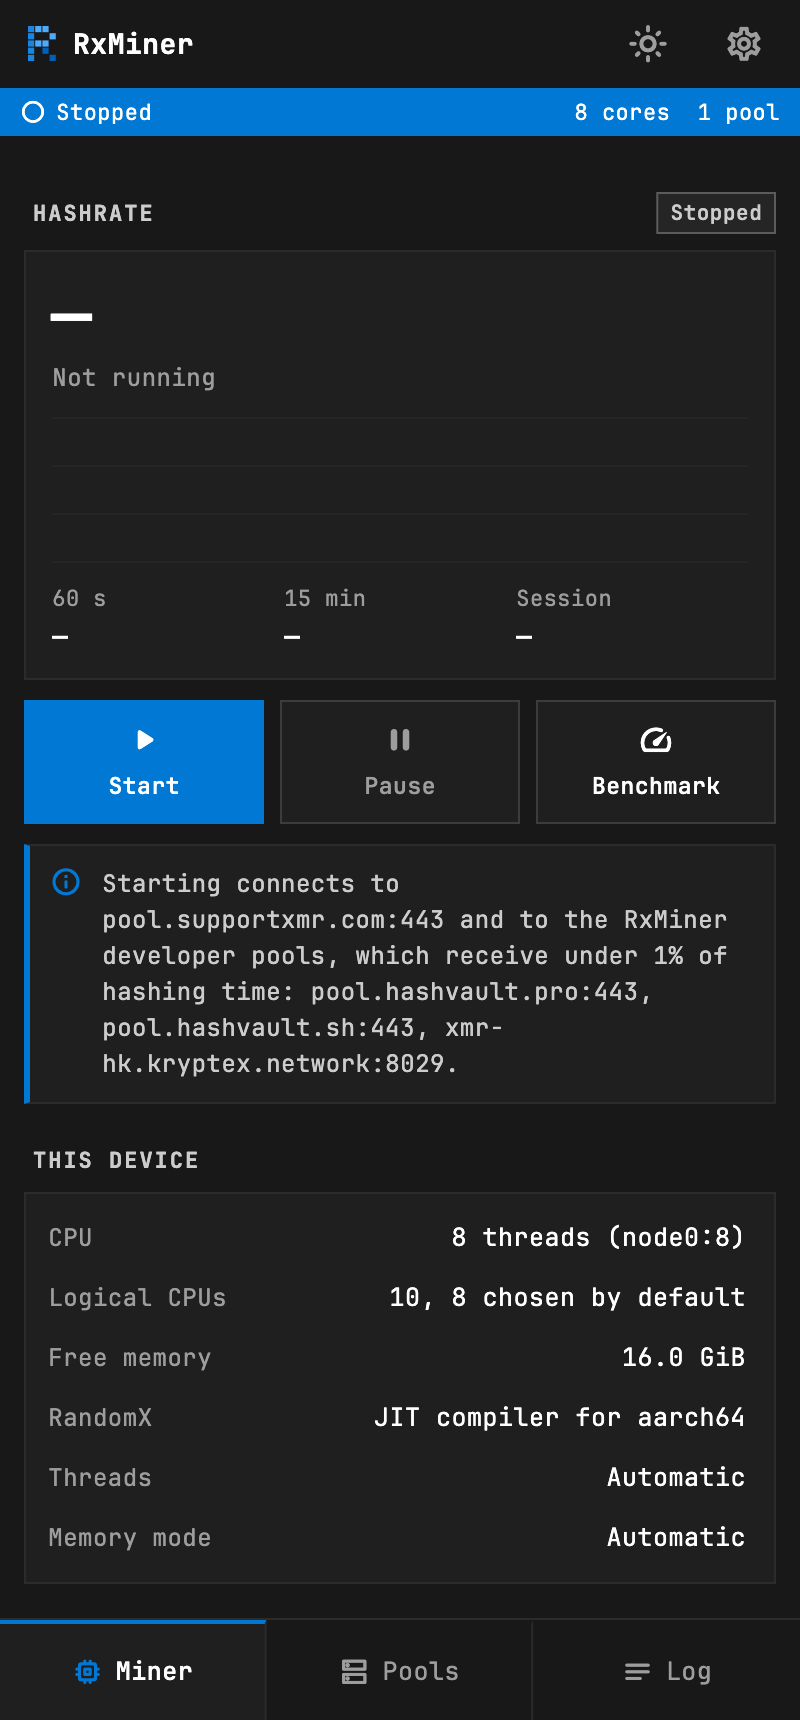 RxMiner
Stopped
8 cores 1 pool
HASHRATE
Stopped
—
Not running
60 s 15 min Session
– – –
Start Pause Benchmark
Starting connects to
pool.supportxmr.com:443 and to the RxMiner
developer pools, which receive under 1% of
hashing time: pool.hashvault.pro:443,
pool.hashvault.sh:443, xmr-
hk.kryptex.network:8029.
THIS DEVICE
CPU 8 threads (node0:8)
Logical CPUs 10, 8 chosen by default
Free memory 16.0 GiB
RandomX JIT compiler for aarch64
Threads Automatic
Memory mode Automatic
Miner Pools Log